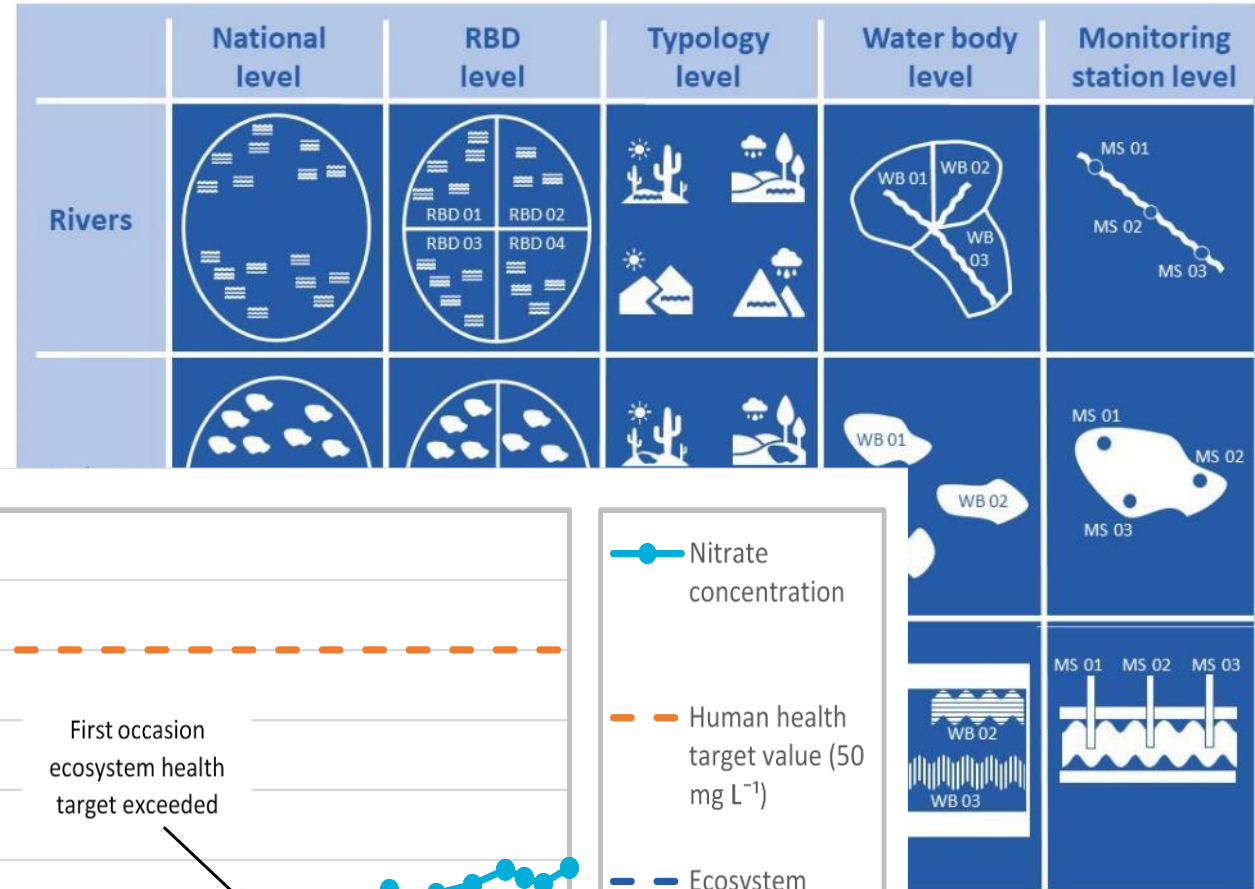 National
level
RBD
level
Typology
level
Water body
level
Monitoring
station level
Rivers
RBD 01
RBD 02
RBD 03
RBD 04
WB 01
WB 02
WB
03
MS 01
MS 02
MS 03
WB 01
WB 02
MS 01
MS 02
MS 03
WB 02
WB 03
MS 01
MS 02
MS 03
First occasion
ecosystem health
target exceeded
Nitrate
concentration
Human health
target value (50
mg L⁻¹)
Ecosystem